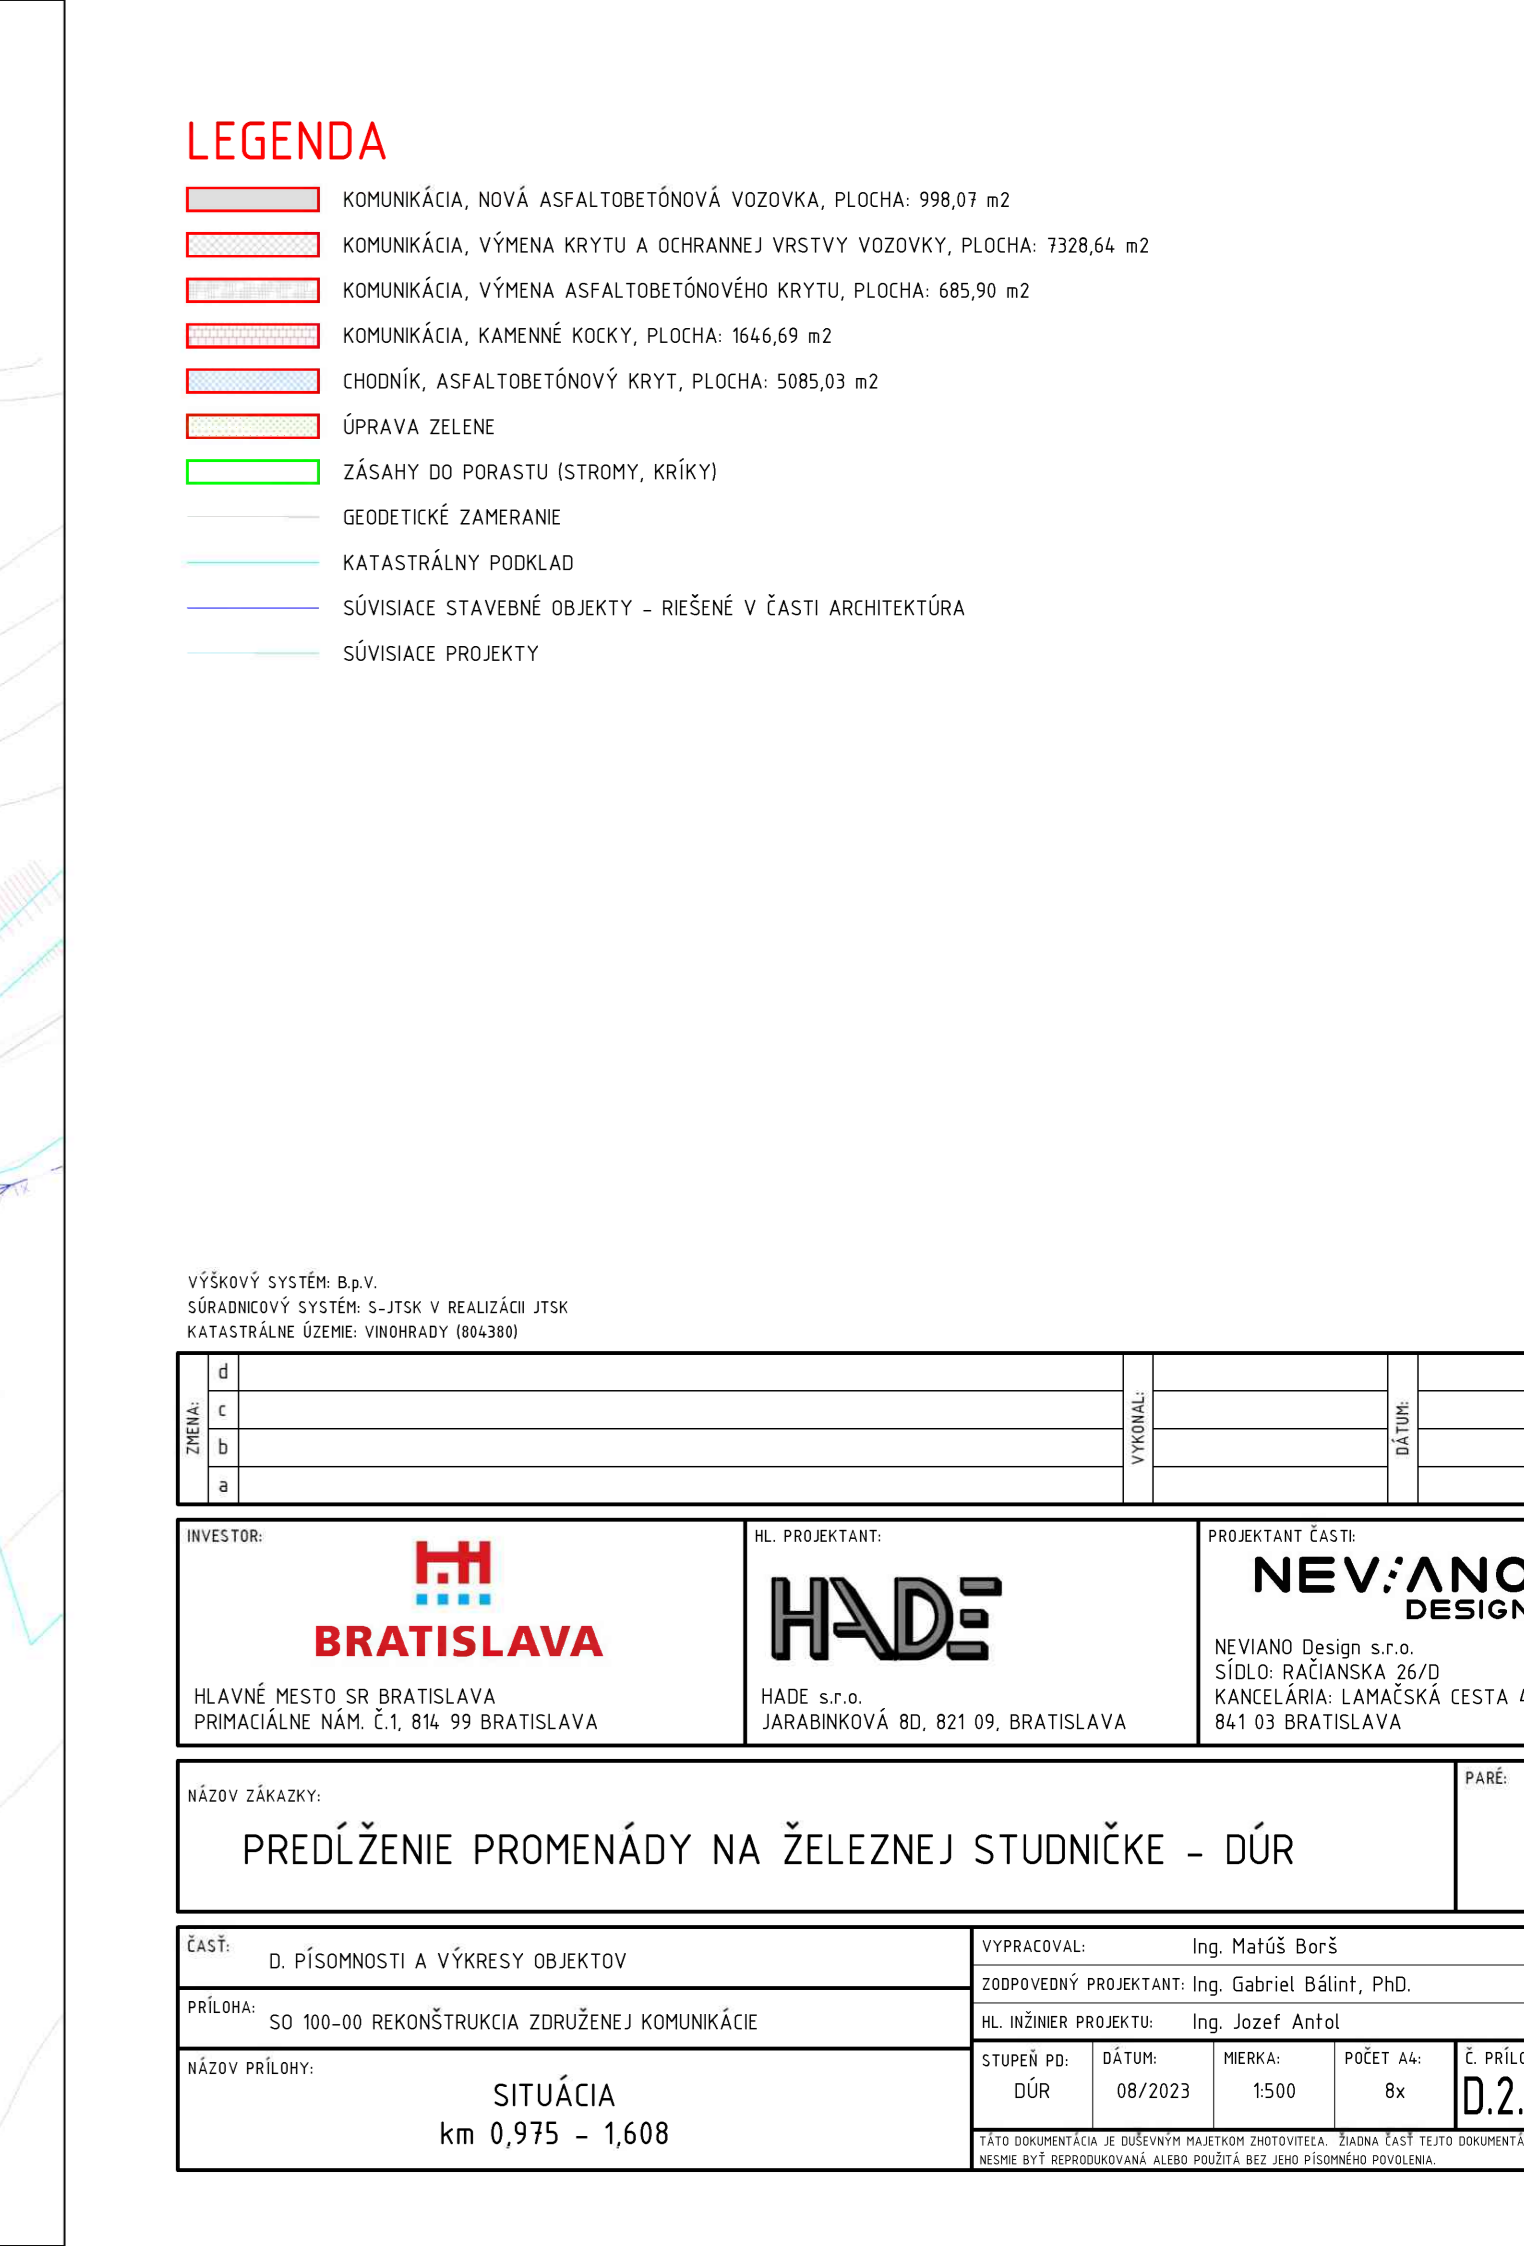 LEGENDA
KOMUNIKÁCIA, NOVÁ ASFALTOBETÓNOVÁ VOZOVKA, PLOCHA: 998,07 m2
KOMUNIKÁCIA, VÝMENA KRYTU A OCHRANNEJ VRSTVY VOZOVKY, PLOCHA: 7328,64 m2
KOMUNIKÁCIA, VÝMENA ASFALTOBETÓNOVÉHO KRYTU, PLOCHA: 685,90 m2
KOMUNIKÁCIA, KAMENNÉ KOCKY, PLOCHA: 1646,69 m2
CHODNÍK, ASFALTOBETÓNOVÝ KRYT, PLOCHA: 5085,03 m2
ÚPRAVA ZELENE
ZÁSAHY DO PORASTU (STROMY, KRÍKY)
GEODETICKÉ ZAMERANIE
KATASTRÁLNY PODKLAD
SÚVISIACE STAVEBNÉ OBJEKTY - RIEŠENÉ V ČASTI ARCHITEKTÚRA
SÚVISIACE PROJEKTY
VÝŠKOVÝ SYSTÉM: B.p.V.
SÚRADNICOVÝ SYSTÉM: S-JTSK V REALIZÁCII JTSK
KATASTRÁLNE ÚZEMIE: VINOHRADY (804380)
ZMENA:
d
c
b
a
VYKONAL:
DÁTUM:
INVESTOR:
BRATISLAVA
HLAVNÉ MESTO SR BRATISLAVA
PRIMACIÁLNE NÁM. Č.1, 814 99 BRATISLAVA
HL. PROJEKTANT:
HADE
HADE s.r.o.
JARABINKOVÁ 8D, 821 09, BRATISLAVA
PROJEKTANT ČASTI:
NEVIANO
DESIGN
NEVIANO Design s.r.o.
SÍDLO: RAČIANSKA 26/D
KANCELÁRIA: LAMAČSKÁ CESTA 4
841 03 BRATISLAVA
NÁZOV ZÁKAZKY:
PREDĹŽENIE PROMENÁDY NA ŽELEZNEJ STUDNIČKE - DÚR
PARÉ:
ČASŤ:
D. PÍSOMNOSTI A VÝKRESY OBJEKTOV
PRÍLOHA:
SO 100-00 REKONŠTRUKCIA ZDRUŽENEJ KOMUNIKÁCIE
NÁZOV PRÍLOHY:
SITUÁCIA
km 0,975 - 1,608
VYPRACOVAL: Ing. Matúš Borš
ZODPOVEDNÝ PROJEKTANT: Ing. Gabriel Bálint, PhD.
HL. INŽINIER PROJEKTU: Ing. Jozef Antol
STUPEŇ PD:
DÚR
DÁTUM:
08/2023
MIERKA:
1:500
POČET A4:
8x
Č. PRÍLO
D.2.
TÁTO DOKUMENTÁCIA JE DUŠEVNÝM MAJETKOM ZHOTOVITEĽA. ŽIADNA ČASŤ TEJTO DOKUMENTÁ
NESMIE BYŤ REPRODUKOVANÁ ALEBO POUŽITÁ BEZ JEHO PÍSOMNÉHO POVOLENIA.